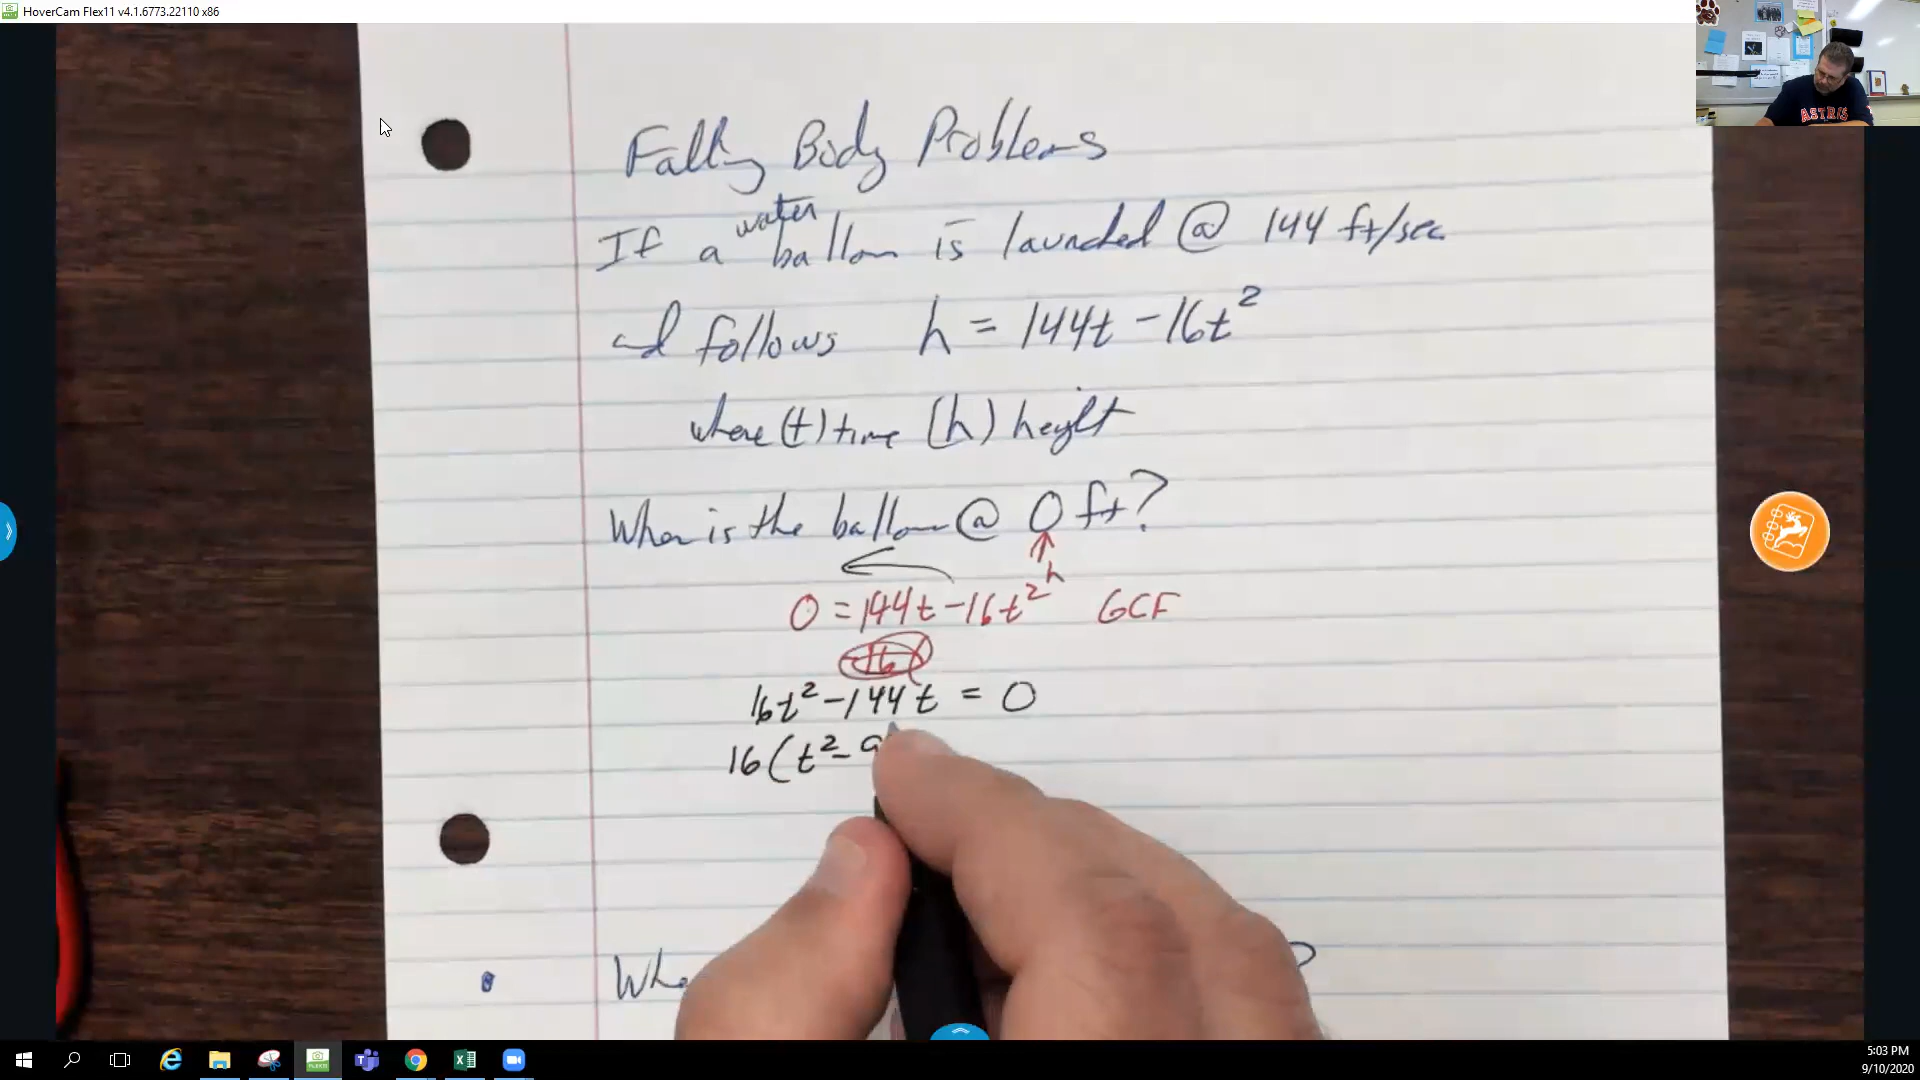 HoverCam Flex11 v4.1.6773.22110 x86
ASTR
Falling Body Problems
If a water ballon is launched @ 144 ft/sec
and follows h = 144t - 16t²
where (t) time (h) height
When is the ballon @ 0 ft?
h
0 = 144t - 16t² GCF
16t² - 144t = 0
16(t² - 9
Whe ?
5:03 PM
9/10/2020